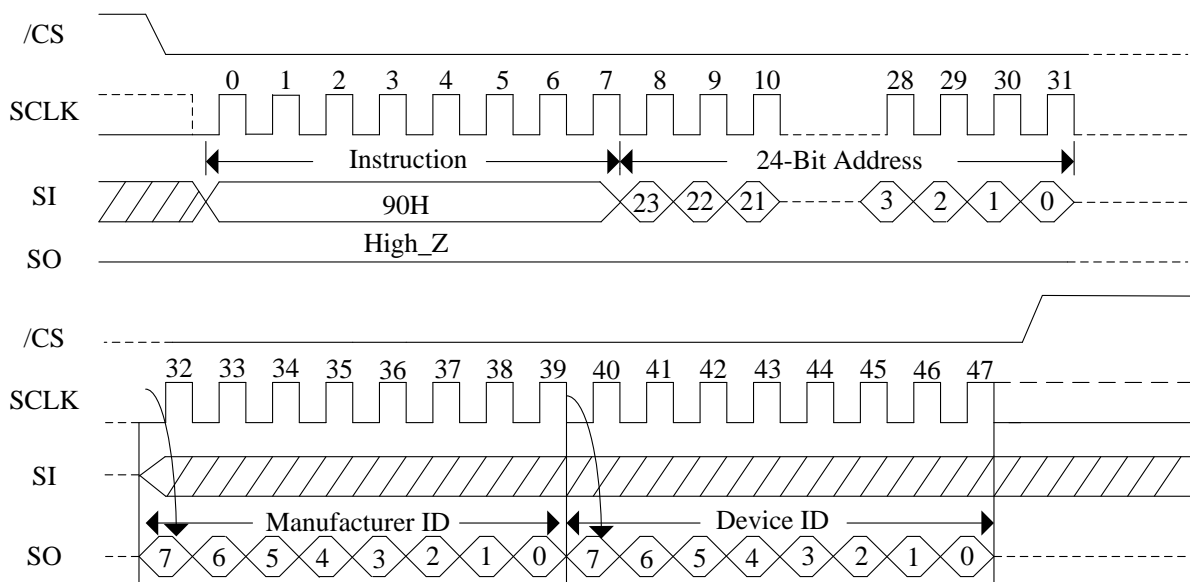 /CS
0 1 2 3 4 5 6 7 8 9 10 28 29 30 31
SCLK
Instruction 24-Bit Address
SI 90H 23 22 21 3 2 1 0
High_Z
SO
/CS
32 33 34 35 36 37 38 39 40 41 42 43 44 45 46 47
SCLK
SI
Manufacturer ID Device ID
SO 7 6 5 4 3 2 1 0 7 6 5 4 3 2 1 0